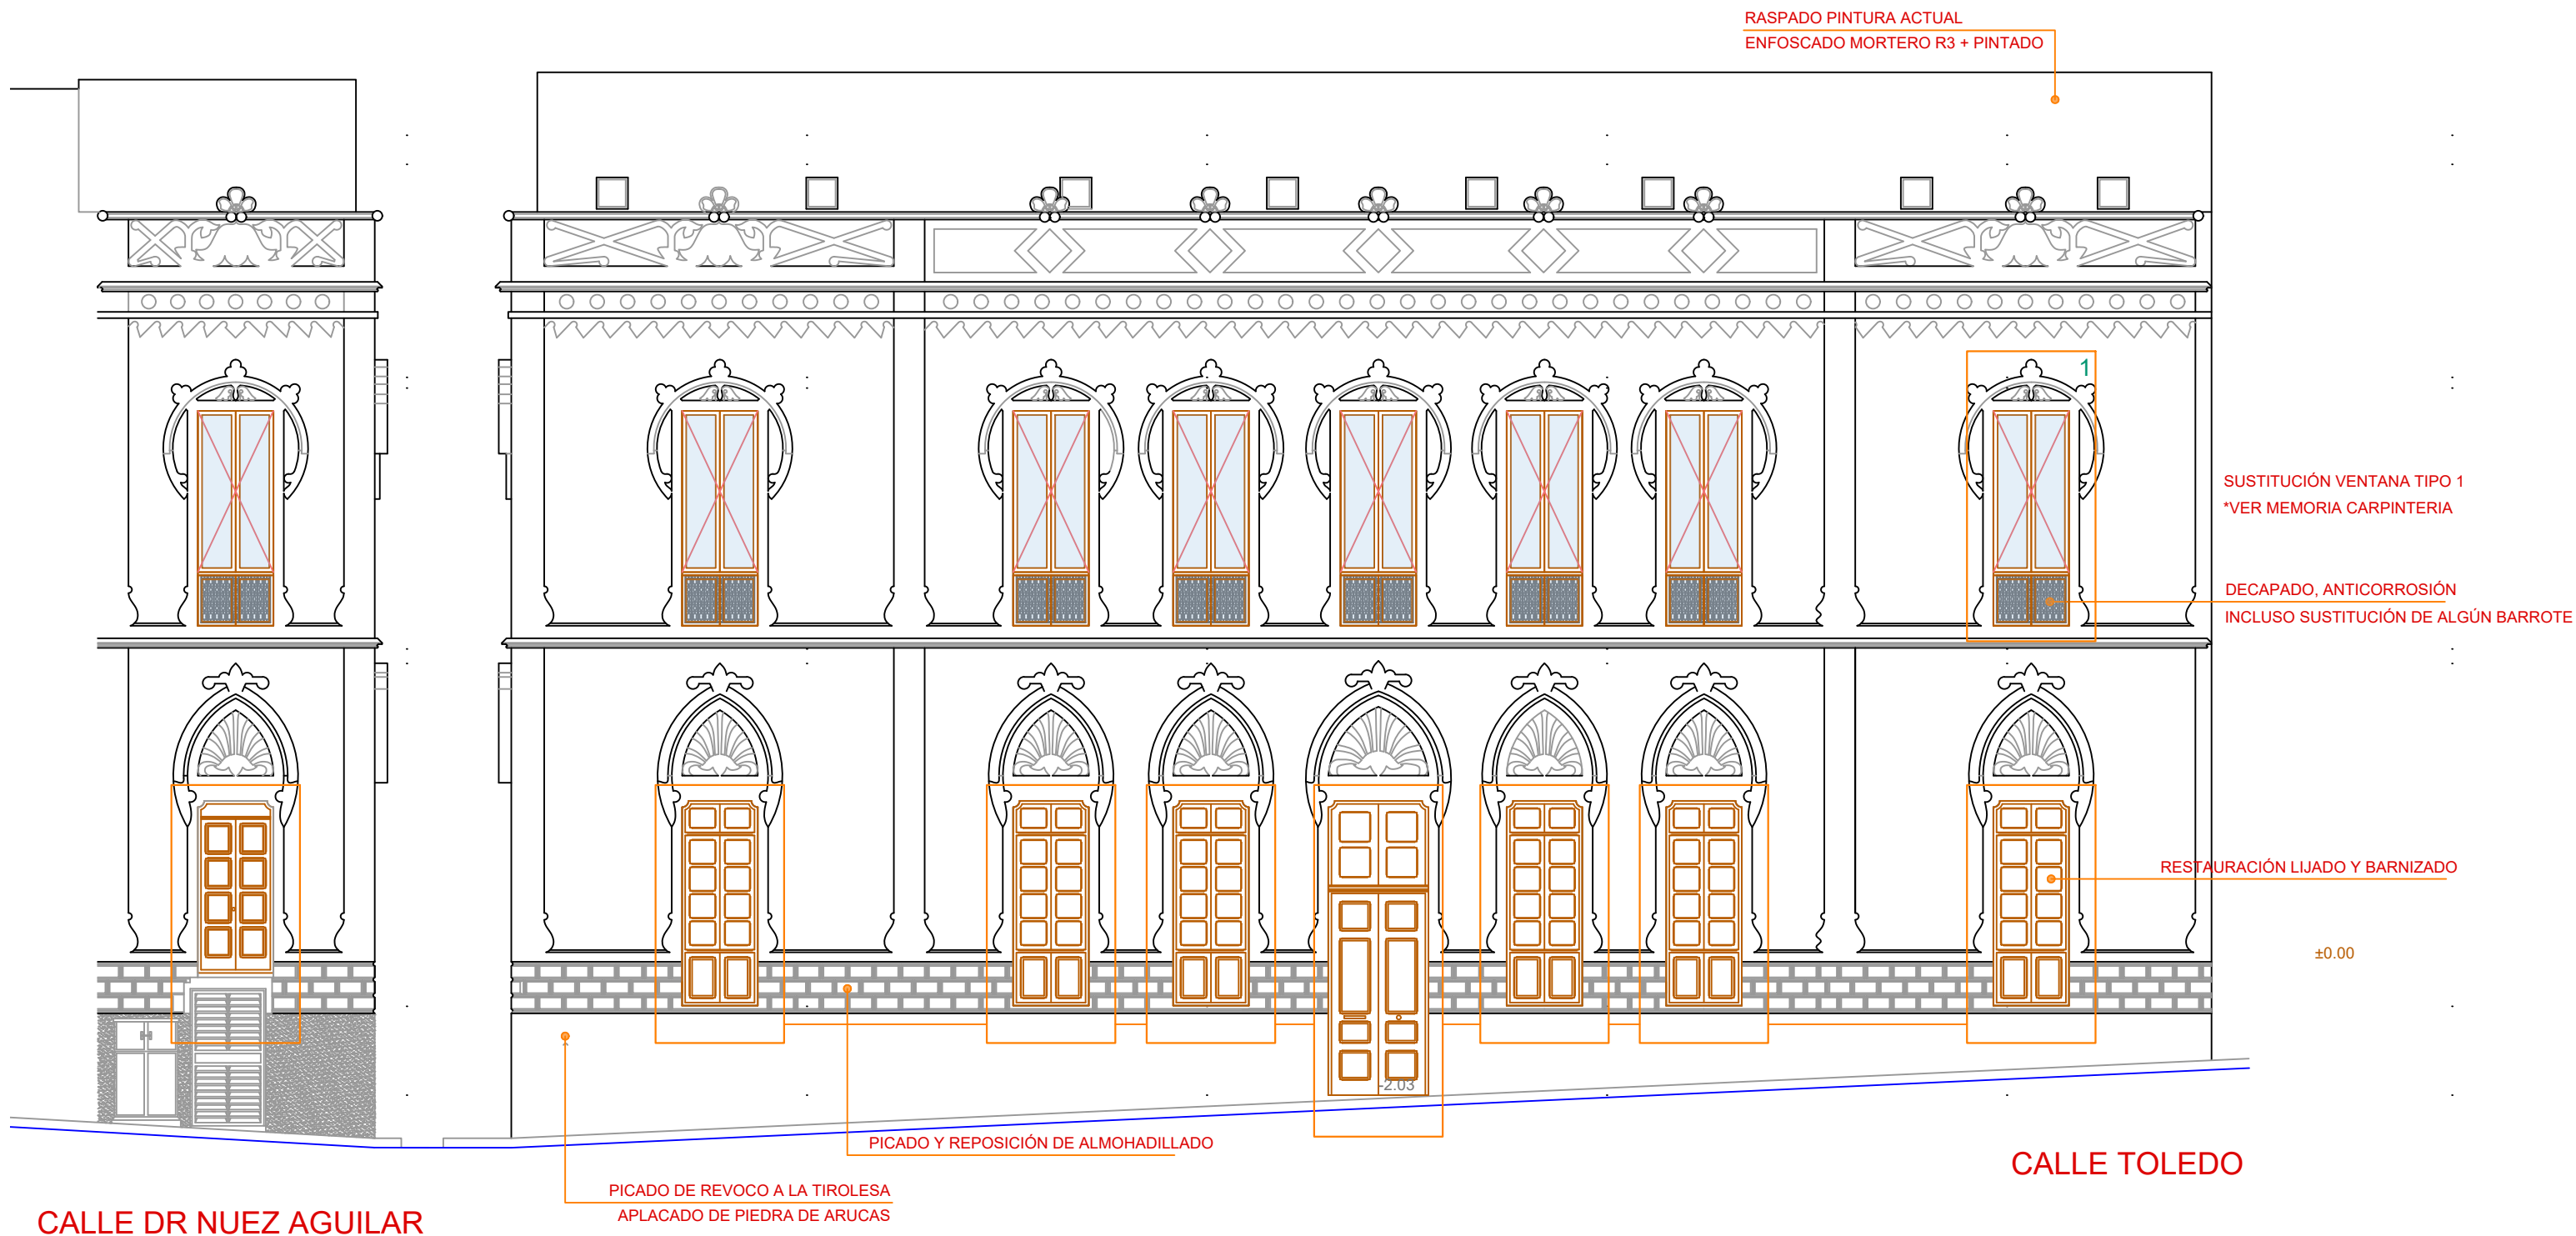 RASPADO PINTURA ACTUAL
ENFOSCADO MORTERO R3 + PINTADO
1
SUSTITUCIÓN VENTANA TIPO 1
*VER MEMORIA CARPINTERIA
DECAPADO, ANTICORROSIÓN
INCLUSO SUSTITUCIÓN DE ALGÚN BARROTE
RESTAURACIÓN LIJADO Y BARNIZADO
±0.00
-2.03
PICADO Y REPOSICIÓN DE ALMOHADILLADO
CALLE TOLEDO
PICADO DE REVOCO A LA TIROLESA
APLACADO DE PIEDRA DE ARUCAS
CALLE DR NUEZ AGUILAR